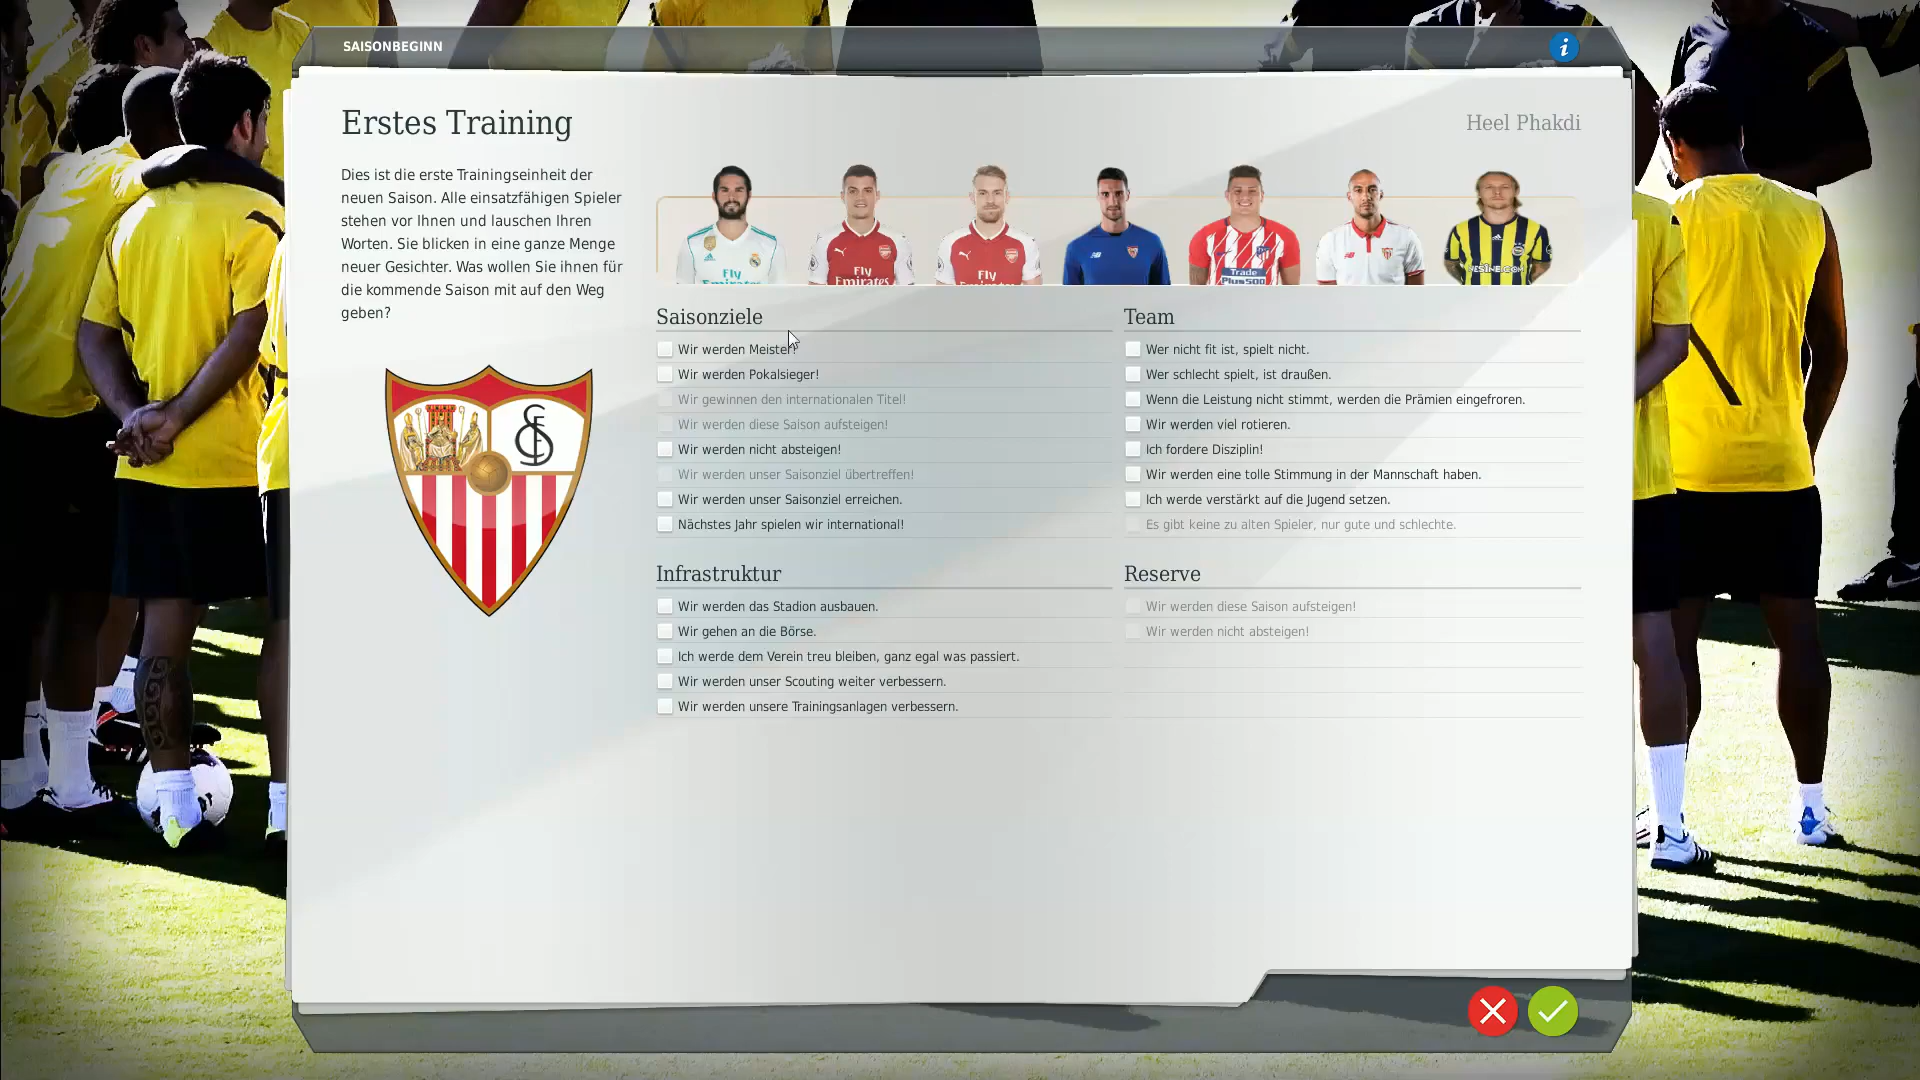 SAISONBEGINN
i
Erstes Training
Heel Phakdi
Dies ist die erste Trainingseinheit der
neuen Saison. Alle einsatzfähigen Spieler
stehen vor Ihnen und lauschen Ihren
Worten. Sie blicken in eine ganze Menge
neuer Gesichter. Was wollen Sie ihnen für
die kommende Saison mit auf den Weg
geben?
Fly
Emirates
Fly
Emirates
Fly
Emirates
Trade
Plus500
Saisonziele
Wir werden Meister!
Wir werden Pokalsieger!
Wir gewinnen den internationalen Titel!
Wir werden diese Saison aufsteigen!
Wir werden nicht absteigen!
Wir werden unser Saisonziel übertreffen!
Wir werden unser Saisonziel erreichen.
Nächstes Jahr spielen wir international!
Team
Wer nicht fit ist, spielt nicht.
Wer schlecht spielt, ist draußen.
Wenn die Leistung nicht stimmt, werden die Prämien eingefroren.
Wir werden viel rotieren.
Ich fordere Disziplin!
Wir werden eine tolle Stimmung in der Mannschaft haben.
Ich werde verstärkt auf die Jugend setzen.
Es gibt keine zu alten Spieler, nur gute und schlechte.
Infrastruktur
Wir werden das Stadion ausbauen.
Wir gehen an die Börse.
Ich werde dem Verein treu bleiben, ganz egal was passiert.
Wir werden unser Scouting weiter verbessern.
Wir werden unsere Trainingsanlagen verbessern.
Reserve
Wir werden diese Saison aufsteigen!
Wir werden nicht absteigen!